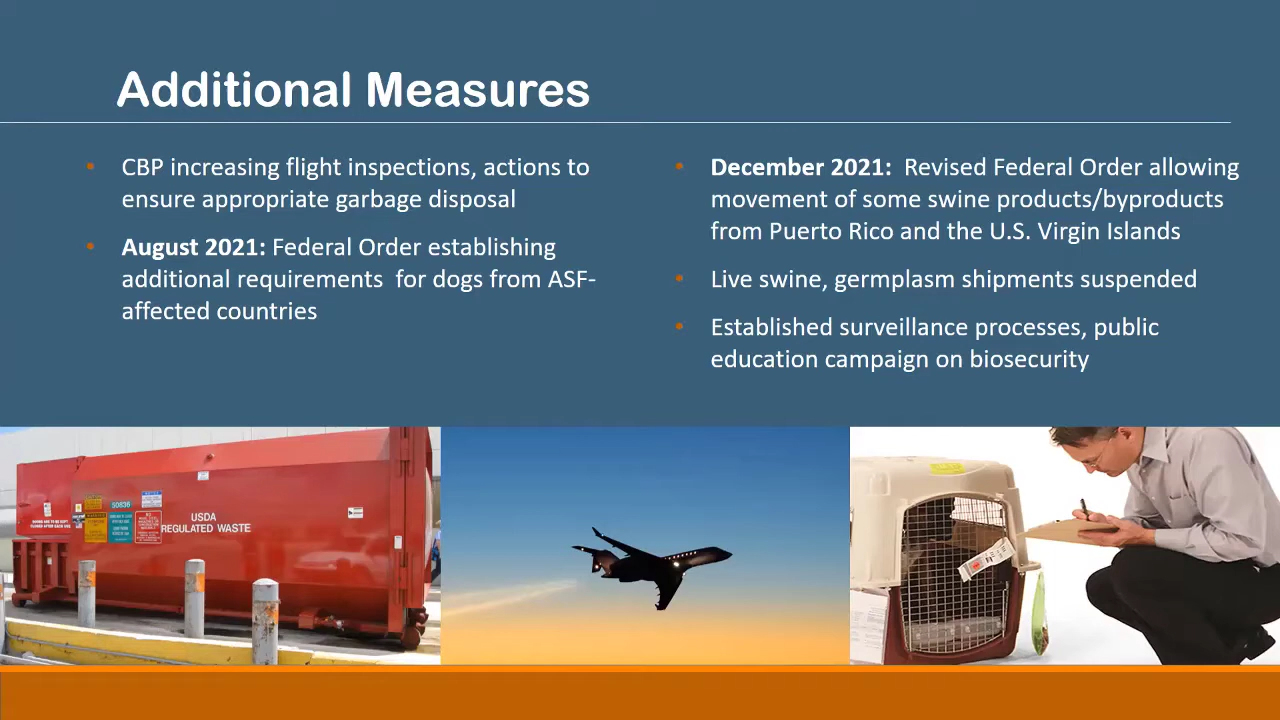 Additional Measures
• CBP increasing flight inspections, actions to
ensure appropriate garbage disposal
• August 2021: Federal Order establishing
additional requirements for dogs from ASF-
affected countries
• December 2021: Revised Federal Order allowing
movement of some swine products/byproducts
from Puerto Rico and the U.S. Virgin Islands
• Live swine, germplasm shipments suspended
• Established surveillance processes, public
education campaign on biosecurity
50836
USDA
REGULATED WASTE